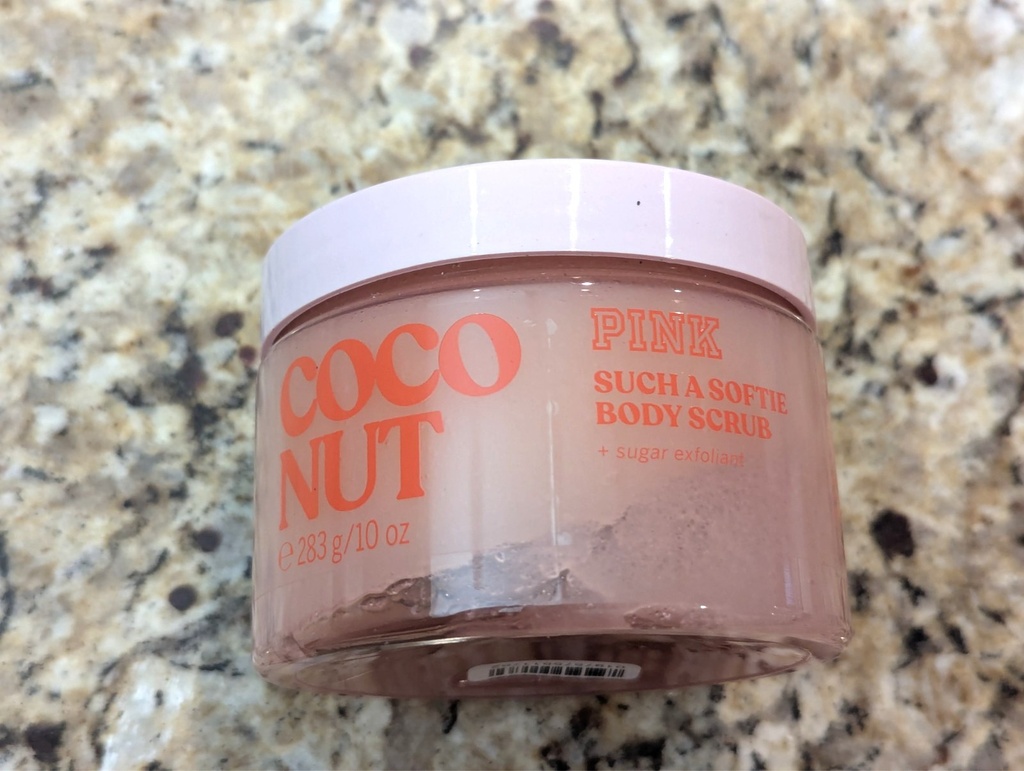 COCO
NUT
℮ 283 g/10 oz
PINK
SUCH A SOFTIE
BODY SCRUB
+ sugar exfoliant